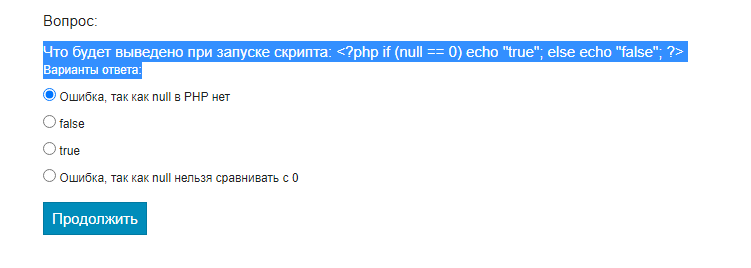 Вопрос:
Что будет выведено при запуске скрипта: <?php if (null == 0) echo "true"; else echo "false"; ?>
Варианты ответа:
Ошибка, так как null в PHP нет
false
true
Ошибка, так как null нельзя сравнивать с 0
Продолжить